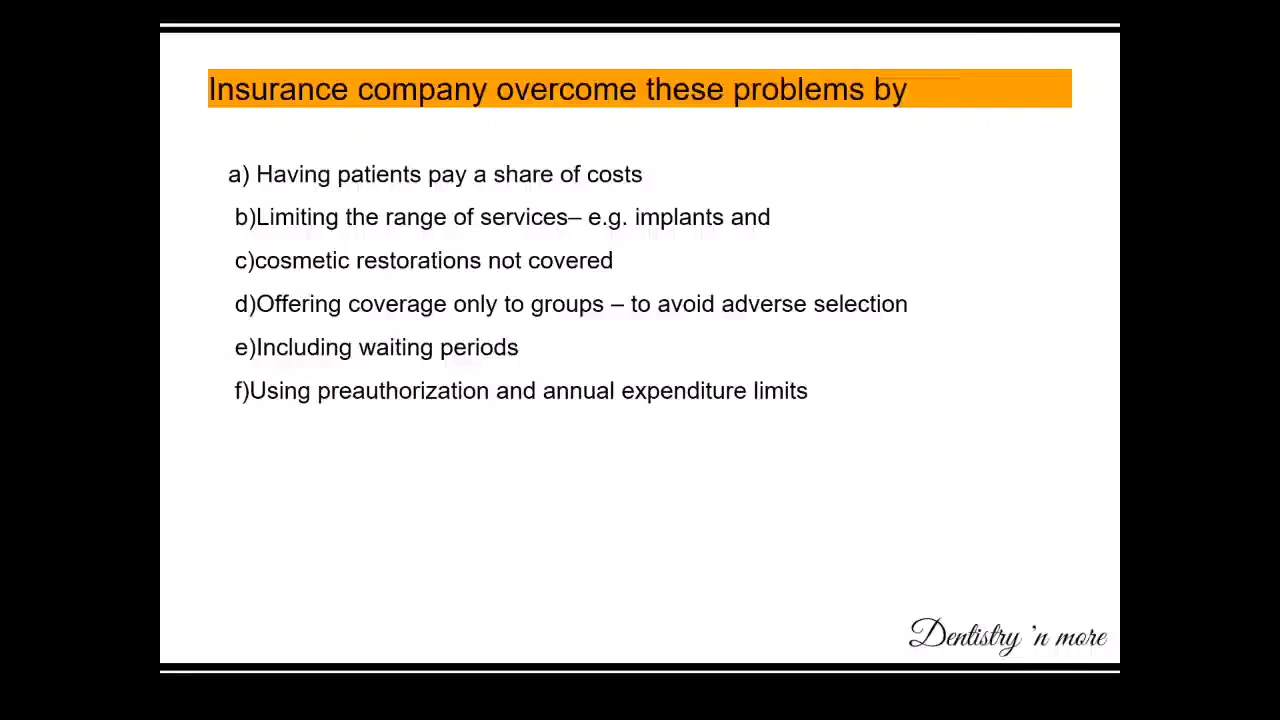 Insurance company overcome these problems by
a) Having patients pay a share of costs
b)Limiting the range of services– e.g. implants and
c)cosmetic restorations not covered
d)Offering coverage only to groups – to avoid adverse selection
e)Including waiting periods
f)Using preauthorization and annual expenditure limits
Dentistry 'n more